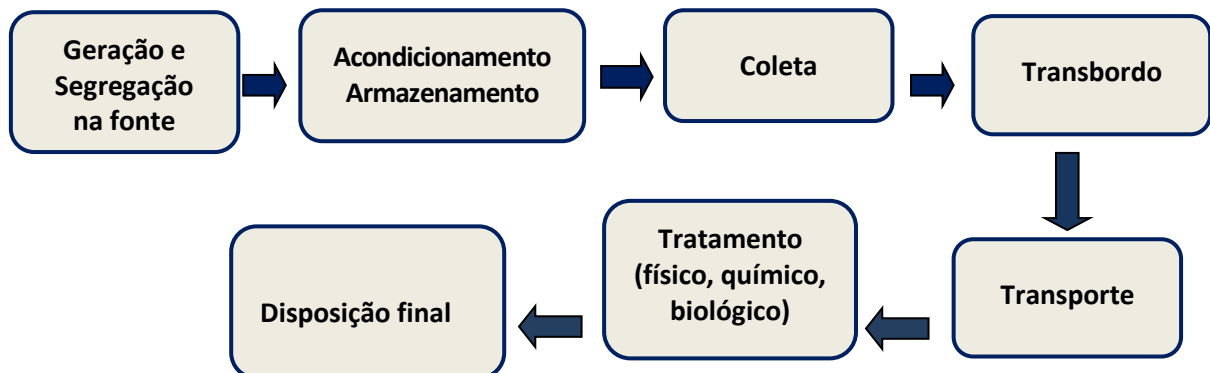 Geração e
Segregação
na fonte
Acondicionamento
Armazenamento
Coleta
Transbordo
Transporte
Tratamento
(físico, químico,
biológico)
Disposição final